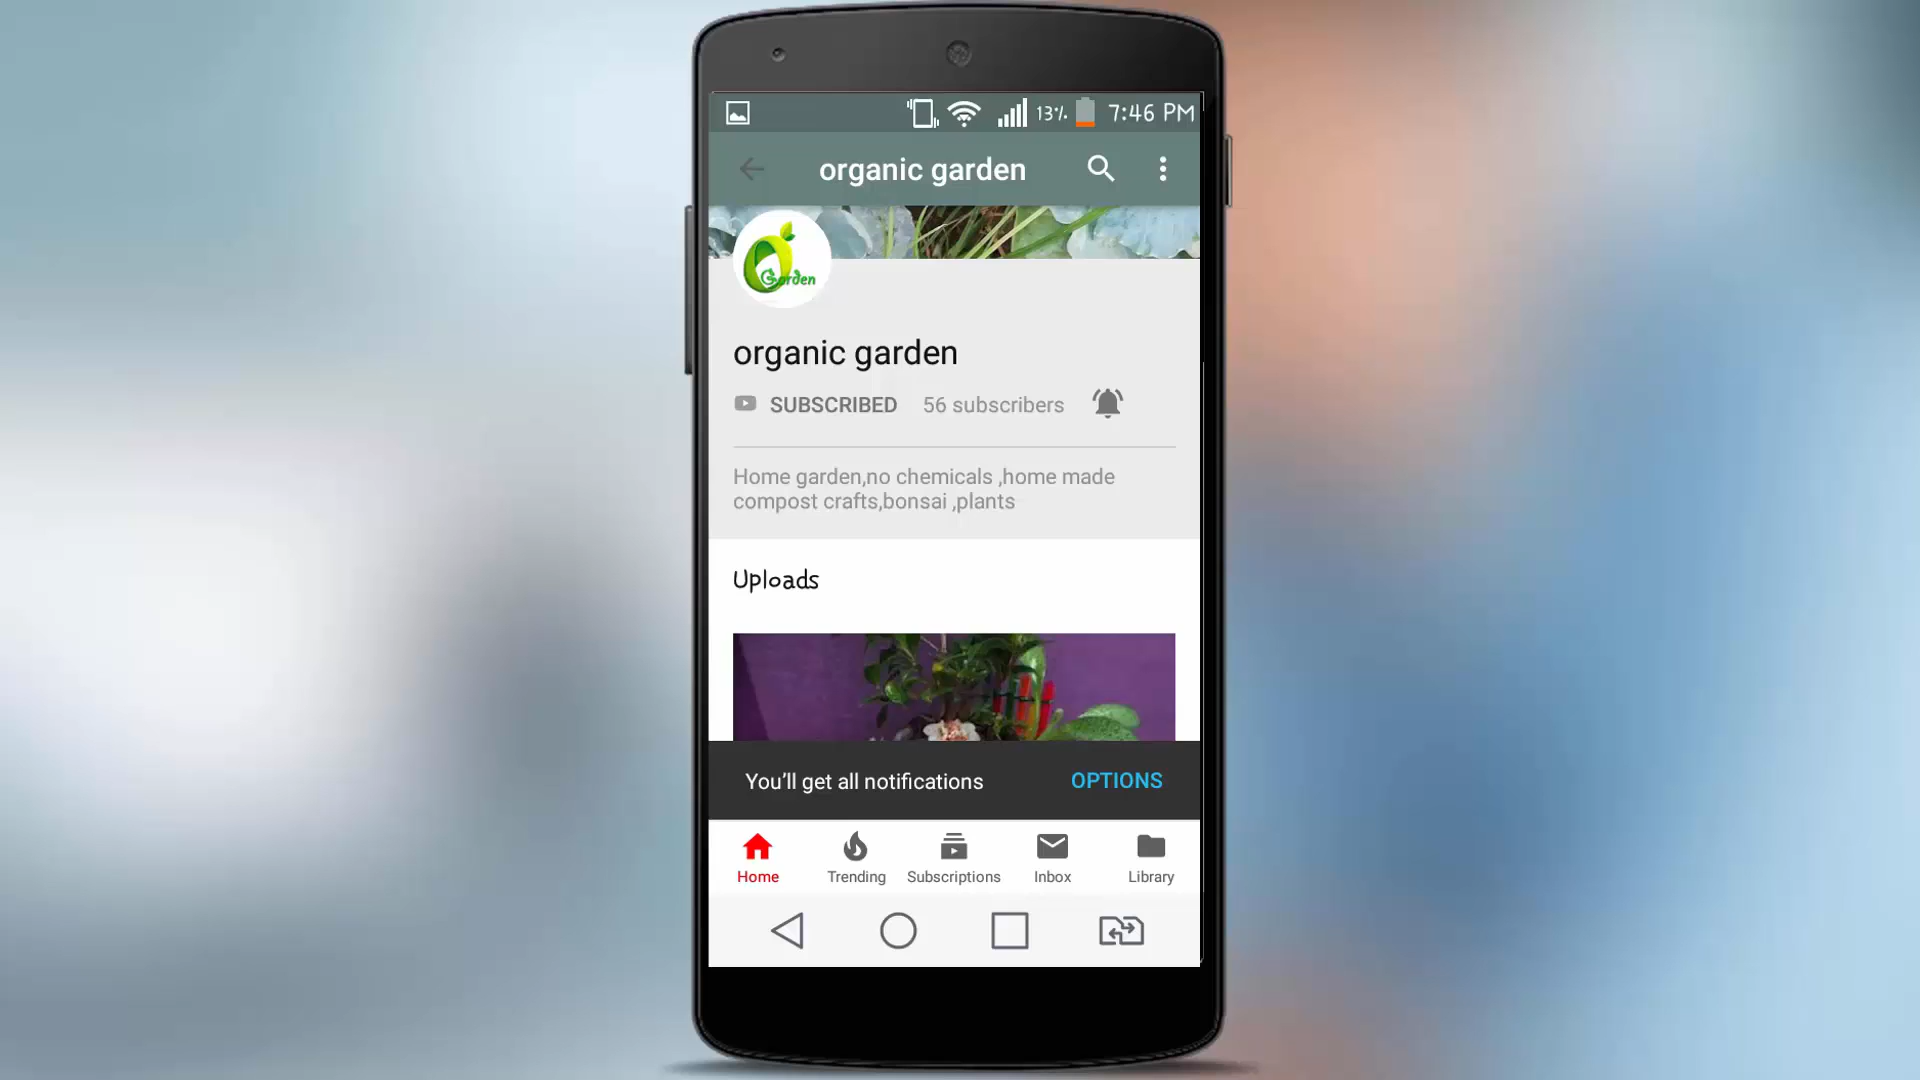 13% 7:46 PM
organic garden
Garden
organic garden
SUBSCRIBED 56 subscribers
Home garden,no chemicals ,home made
compost crafts,bonsai ,plants
Uploads
You'll get all notifications OPTIONS
Home Trending Subscriptions Inbox Library